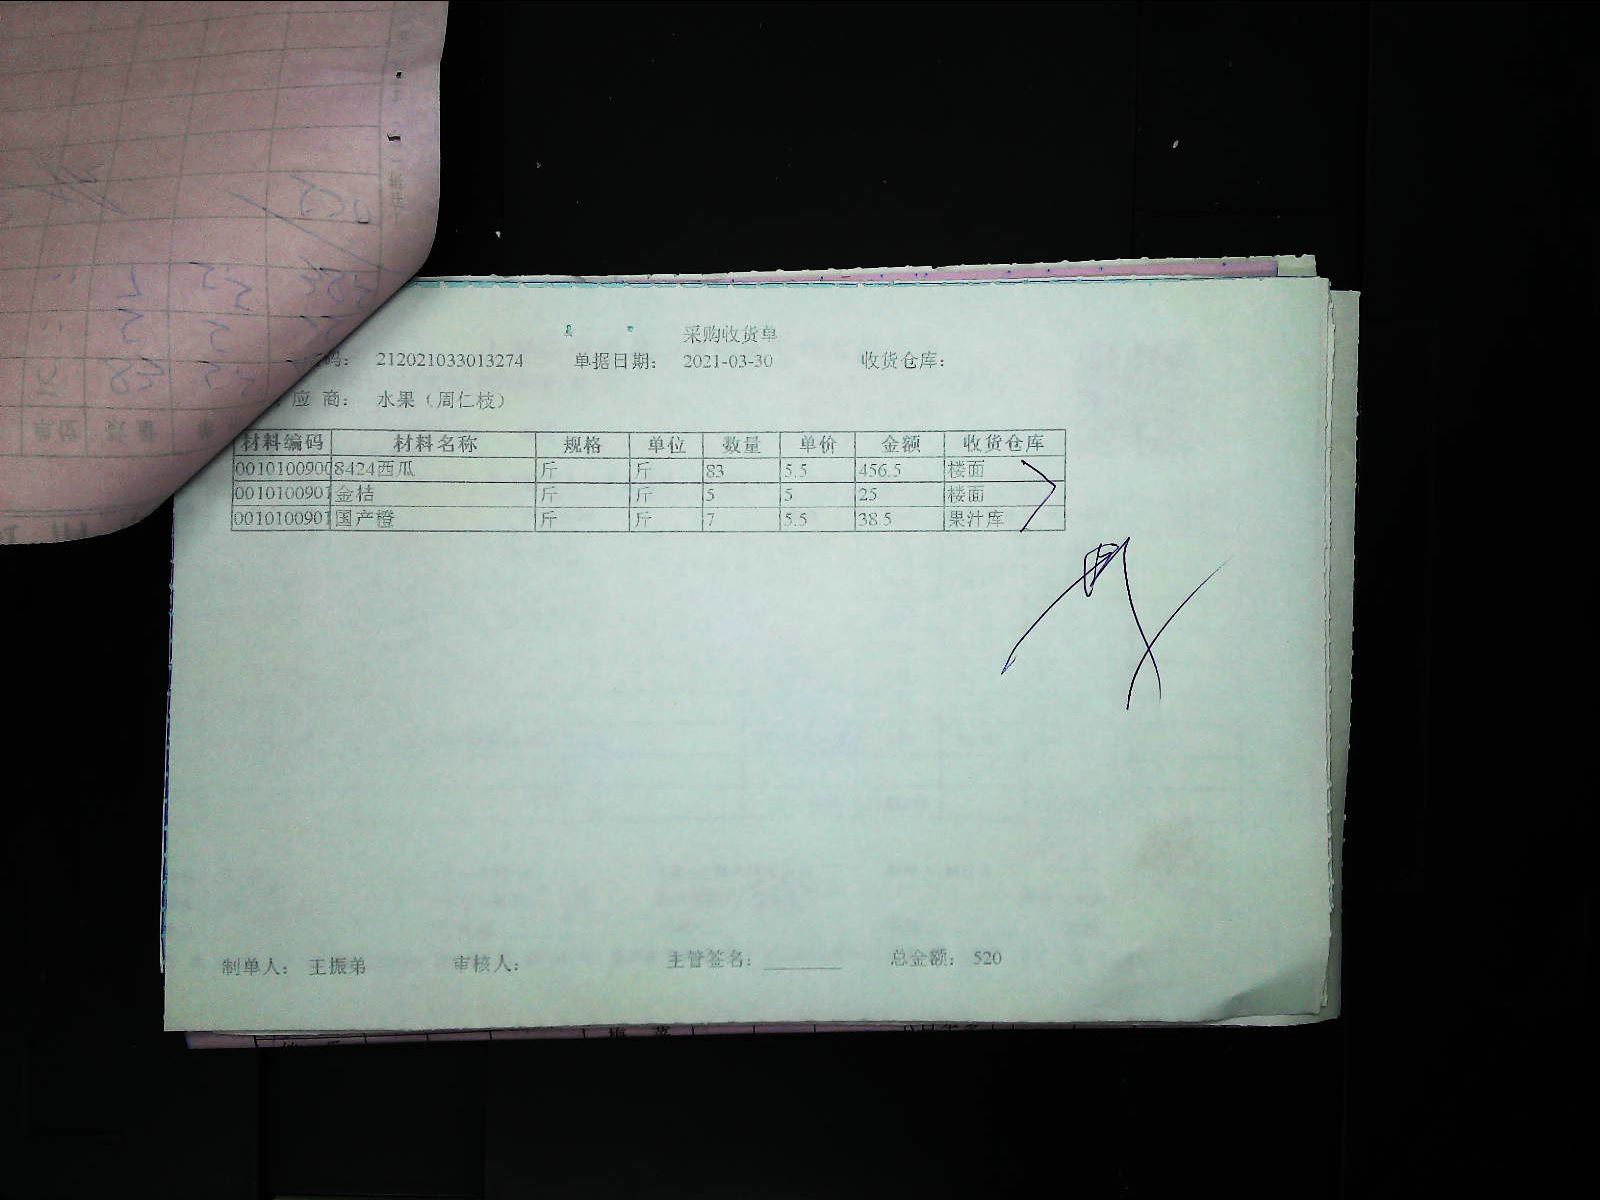 采购收货单
码: 212021033013274 单据日期: 2021-03-30 收货仓库:
应 商: 水果（周仁枝）
材料编码 材料名称 规格 单位 数量 单价 金额 收货仓库
0010100900 8424西瓜 斤 斤 83 5.5 456.5 楼面
0010100901 金桔 斤 斤 5 5 25 楼面
0010100901 国产橙 斤 斤 7 5.5 38.5 果汁库
制单人: 王振弟 审核人: 主管签名: ________ 总金额: 520